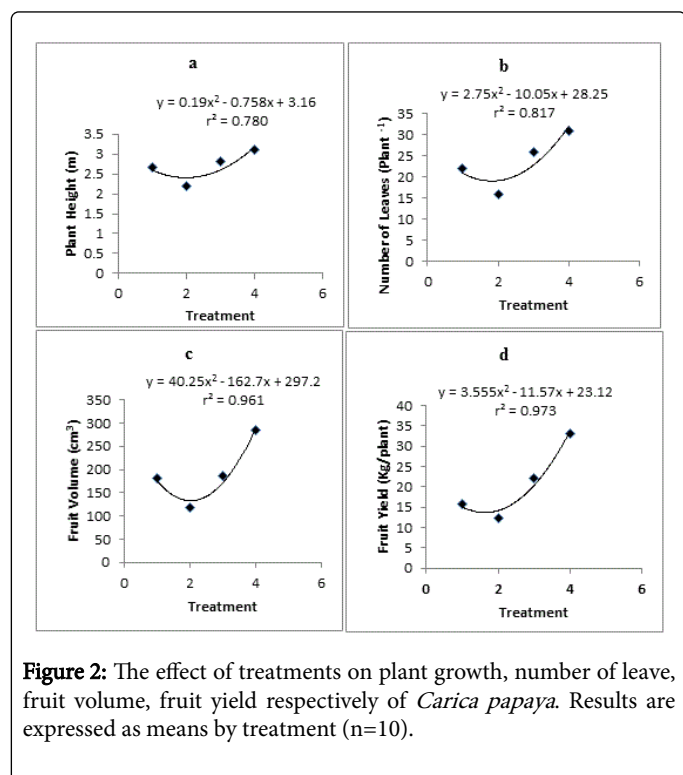 a
y = 0.19x² - 0.758x + 3.16
r² = 0.780
3.5
3
2.5
2
1.5
1
0.5
0
Plant Height (m)
0 2 4 6
Treatment
b
y = 2.75x² - 10.05x + 28.25
r² = 0.817
35
30
25
20
15
10
5
0
Number of Leaves (Plant ⁻¹)
0 2 4 6
Treatment
c
y = 40.25x² - 162.7x + 297.2
r² = 0.961
350
300
250
200
150
100
50
0
Fruit Volume (cm³)
0 2 4 6
Treatment
d
y = 3.555x² - 11.57x + 23.12
r² = 0.973
40
35
30
25
20
15
10
5
0
Fruit Yield (Kg/plant)
0 2 4 6
Treatment
Figure 2: The effect of treatments on plant growth, number of leave,
fruit volume, fruit yield respectively of Carica papaya. Results are
expressed as means by treatment (n=10).